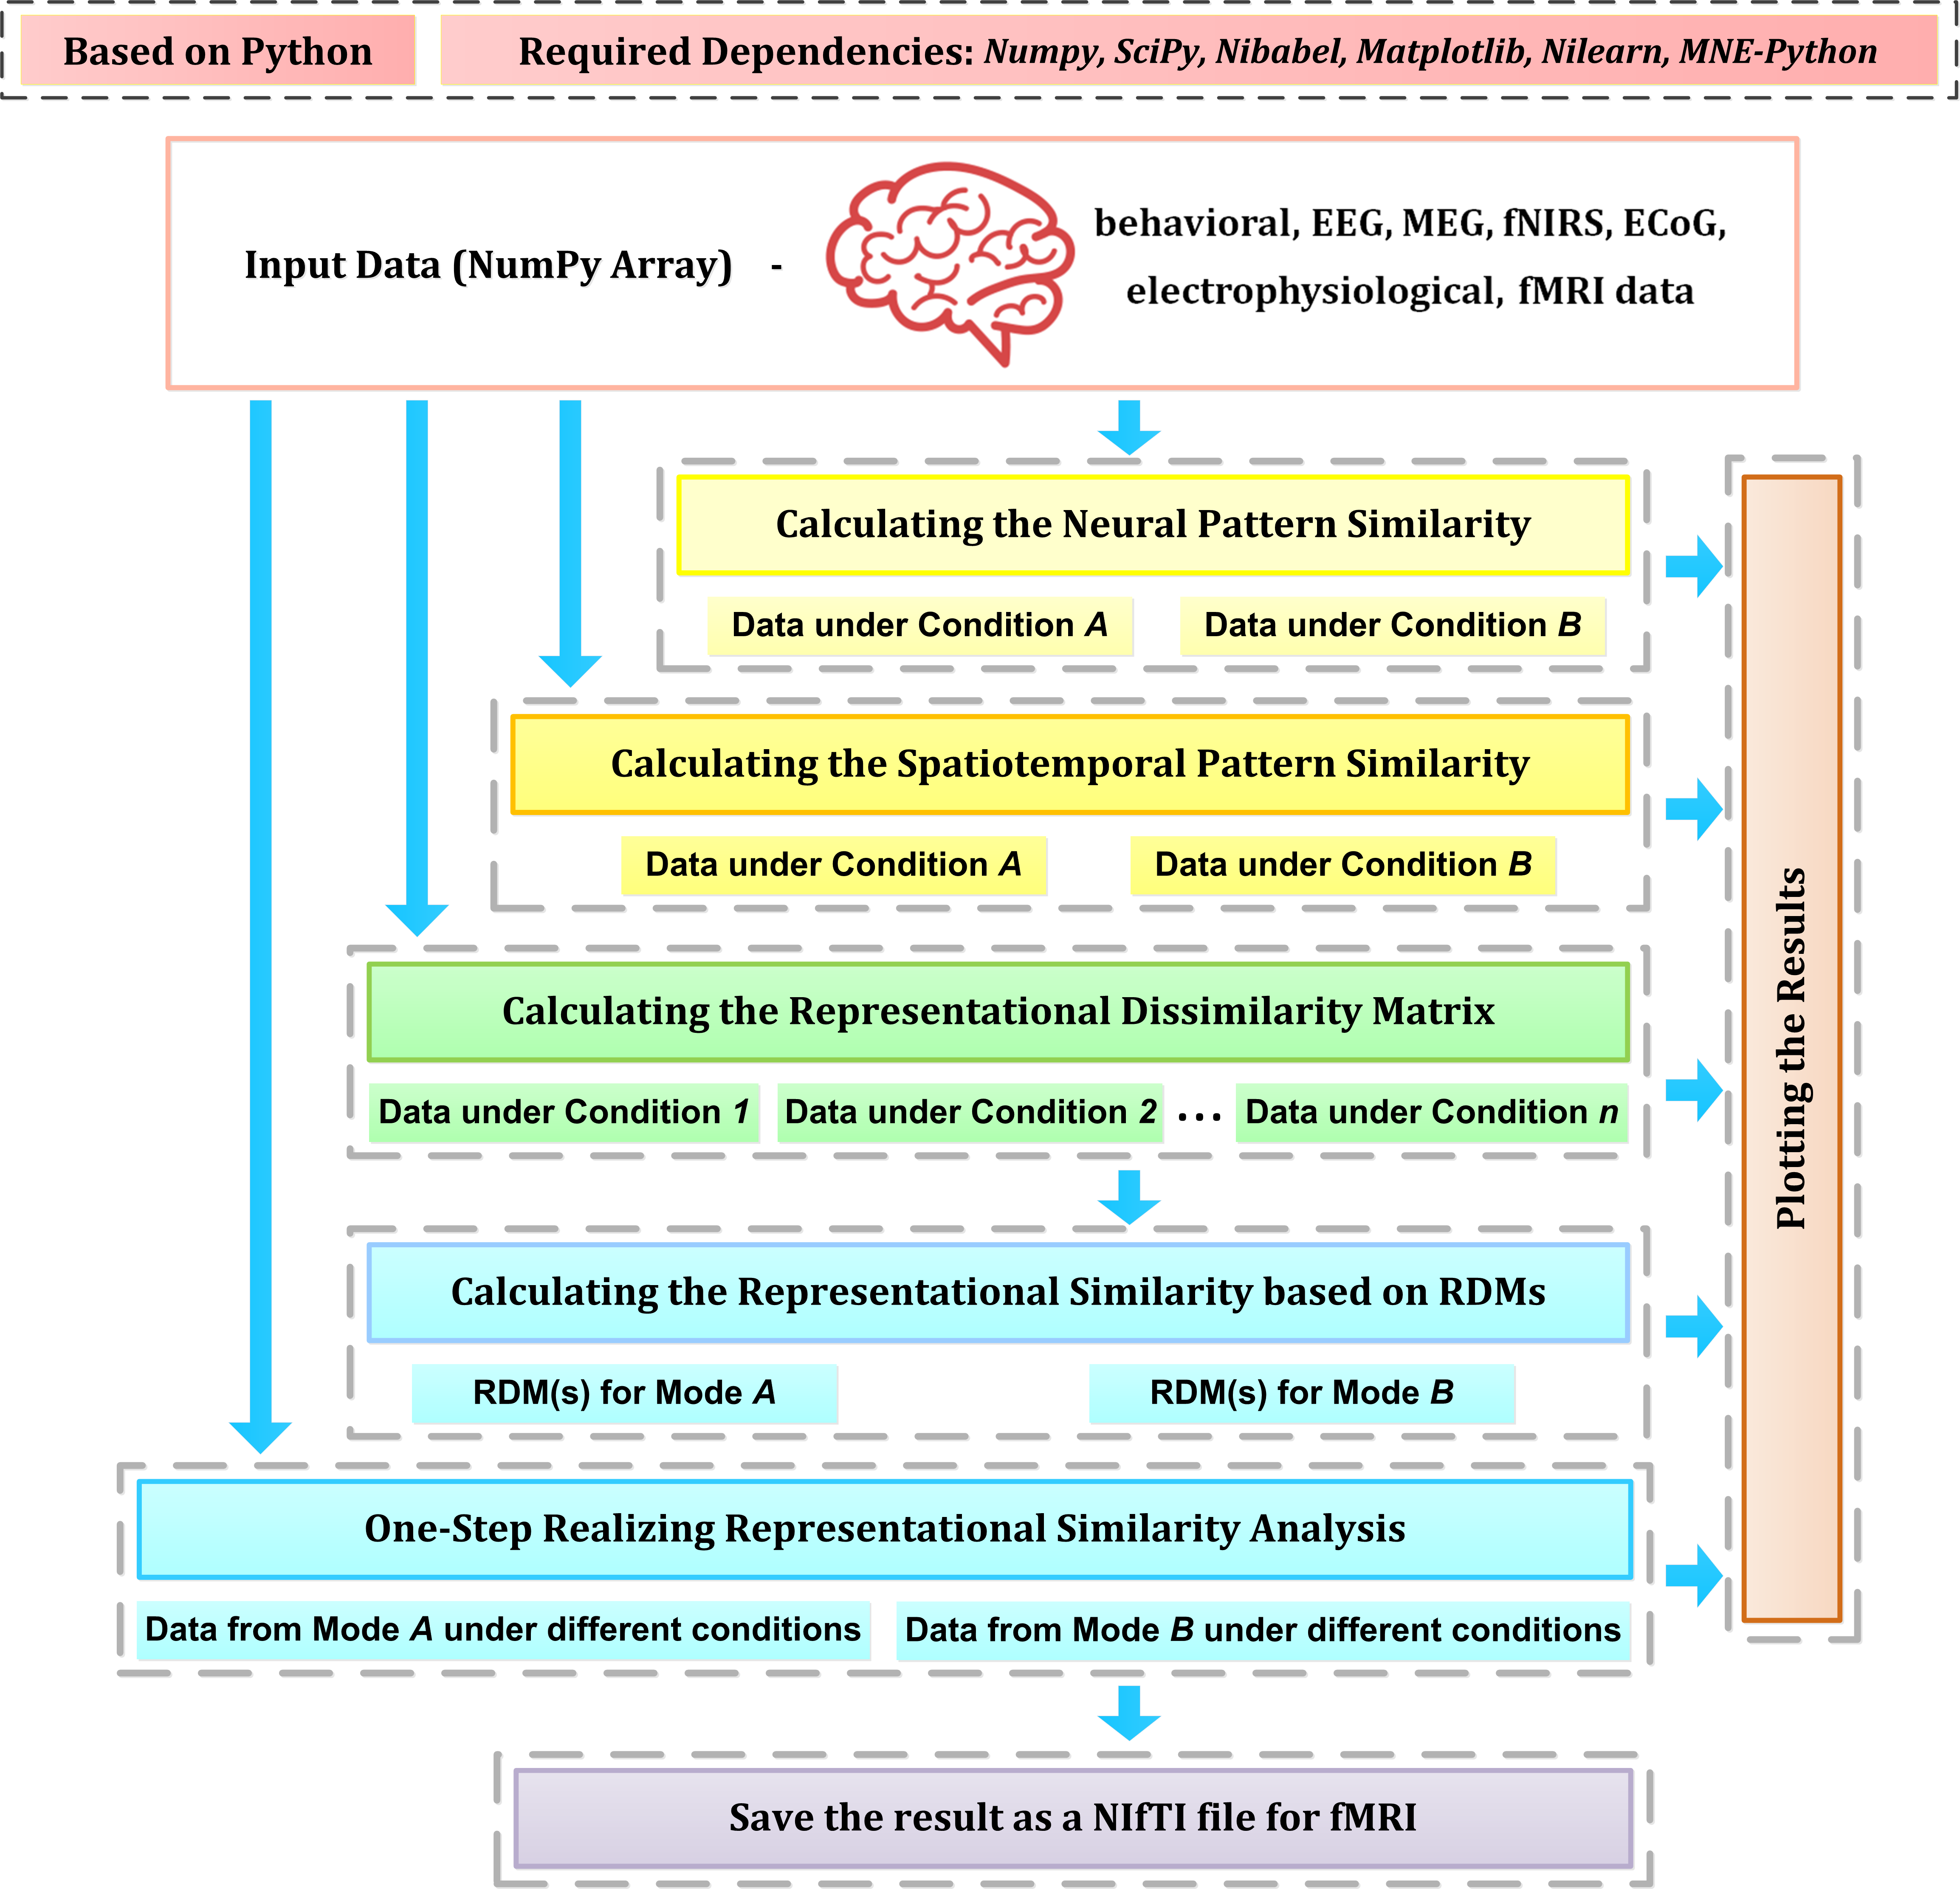 Based on Python
Required Dependencies: Numpy, SciPy, Nibabel, Matplotlib, Nilearn, MNE-Python
Input Data (NumPy Array) -
behavioral, EEG, MEG, fNIRS, ECoG,
electrophysiological, fMRI data
Calculating the Neural Pattern Similarity
Data under Condition A
Data under Condition B
Calculating the Spatiotemporal Pattern Similarity
Data under Condition A
Data under Condition B
Calculating the Representational Dissimilarity Matrix
Data under Condition 1
Data under Condition 2
...
Data under Condition n
Calculating the Representational Similarity based on RDMs
RDM(s) for Mode A
RDM(s) for Mode B
One-Step Realizing Representational Similarity Analysis
Data from Mode A under different conditions
Data from Mode B under different conditions
Save the result as a NIfTI file for fMRI
Plotting the Results